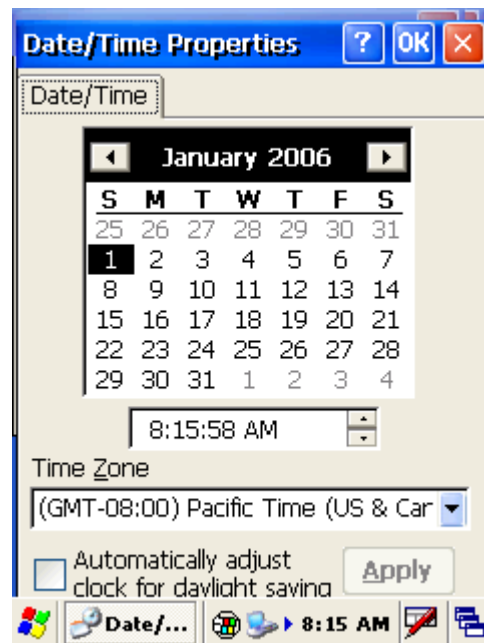 Date/Time Properties ? OK ×
Date/Time
January 2006
S M T W T F S
25 26 27 28 29 30 31
1 2 3 4 5 6 7
8 9 10 11 12 13 14
15 16 17 18 19 20 21
22 23 24 25 26 27 28
29 30 31 1 2 3 4
8:15:58 AM
Time Zone
(GMT-08:00) Pacific Time (US & Car
Automatically adjust
clock for daylight saving
Apply
Date/... 8:15 AM